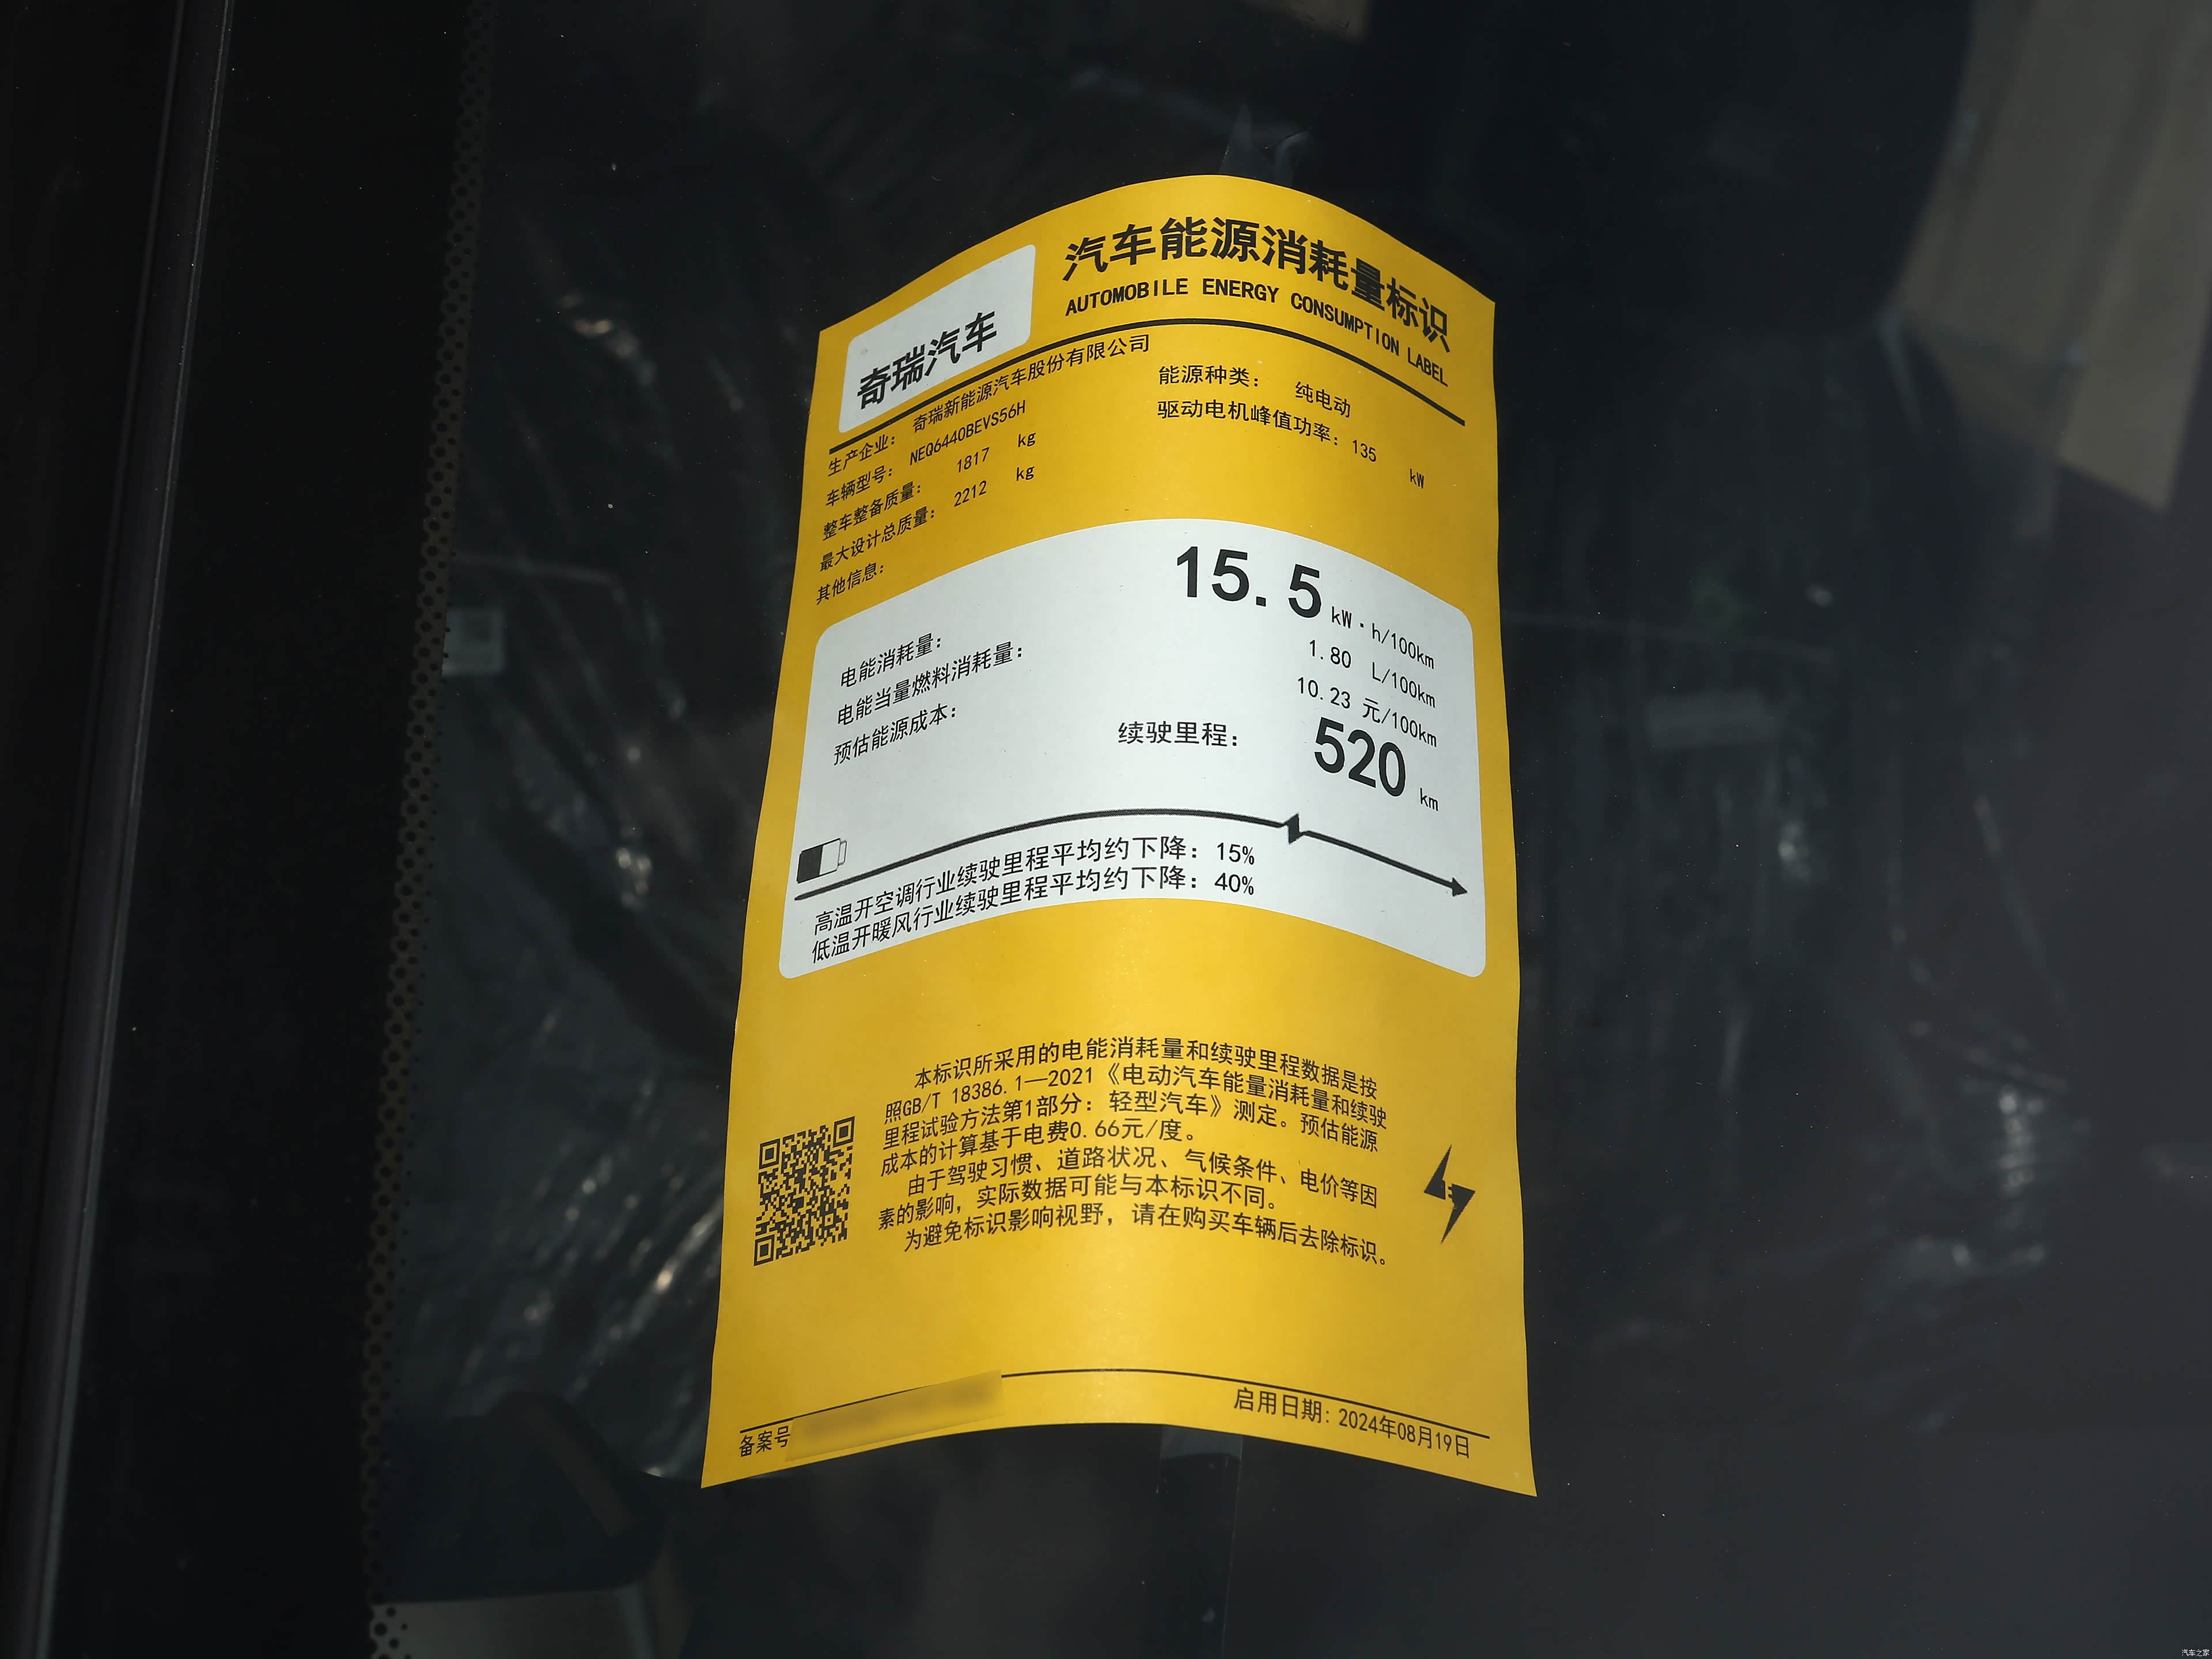 奇瑞汽车
汽车能源消耗量标识
AUTOMOBILE ENERGY CONSUMPTION LABEL
生产企业： 奇瑞新能源汽车股份有限公司
车辆型号： NEQ6440BEVS56H
整车整备质量： 1817 kg
最大设计总质量： 2212 kg
其他信息：
能源种类： 纯电动
驱动电机峰值功率：135 kW
电能消耗量： 15.5 kW·h/100km
电能当量燃料消耗量： 1.80 L/100km
预估能源成本： 10.23 元/100km
续驶里程： 520 km
高温开空调行业续驶里程平均约下降：15%
低温开暖风行业续驶里程平均约下降：40%
本标识所采用的电能消耗量和续驶里程数据是按
照GB/T 18386.1—2021《电动汽车能量消耗量和续驶
里程试验方法第1部分：轻型汽车》测定。预估能源
成本的计算基于电费0.66元/度。
由于驾驶习惯、道路状况、气候条件、电价等因
素的影响，实际数据可能与本标识不同。
为避免标识影响视野，请在购买车辆后去除标识。
备案号
启用日期：2024年08月19日
汽车之家